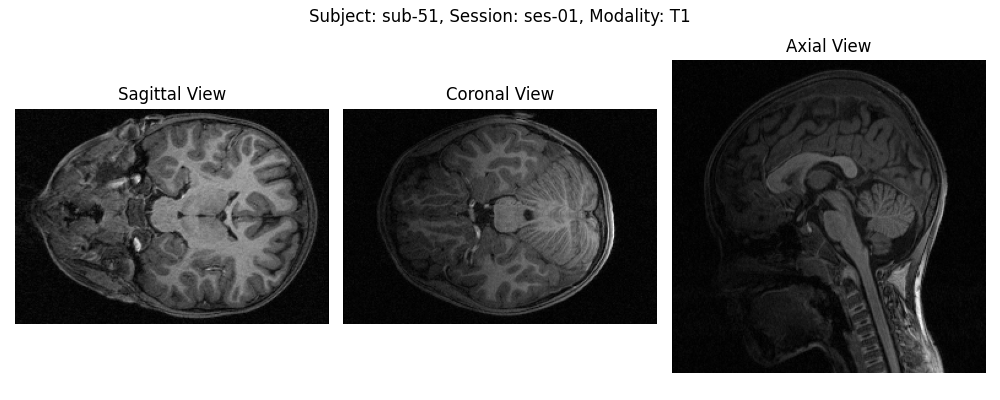 Subject: sub-51, Session: ses-01, Modality: T1
Sagittal View
Coronal View
Axial View